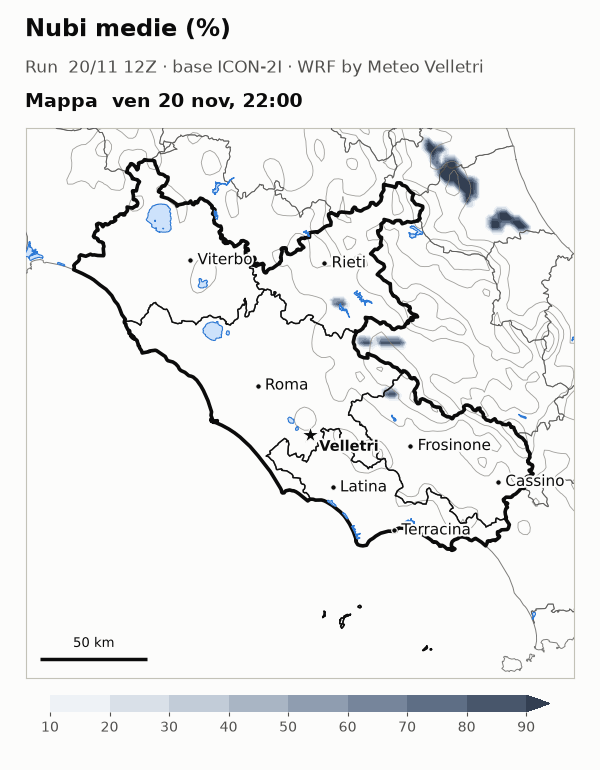 Nubi medie (%)
Run  20/11 12Z · base ICON-2I · WRF by Meteo Velletri
Mappa  ven 20 nov, 22:00
Viterbo
Rieti
Roma
Velletri
Frosinone
Latina
Cassino
Terracina
50 km
10 20 30 40 50 60 70 80 90